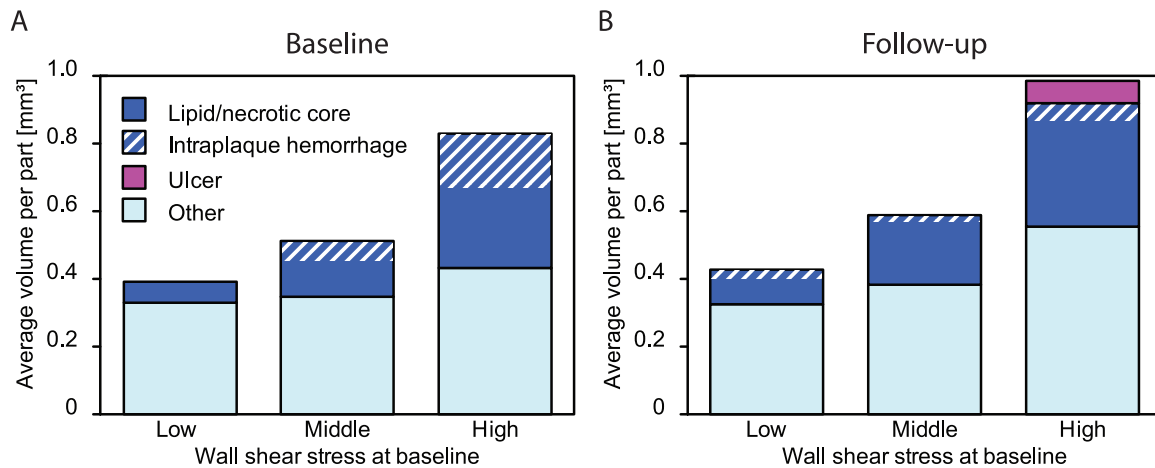 A
Baseline
Average volume per part [mm³]
1.0
0.8
0.6
0.4
0.2
0
Lipid/necrotic core
Intraplaque hemorrhage
Ulcer
Other
Low Middle High
Wall shear stress at baseline
B
Follow-up
Average volume per part [mm³]
1.0
0.8
0.6
0.4
0.2
0
Low Middle High
Wall shear stress at baseline